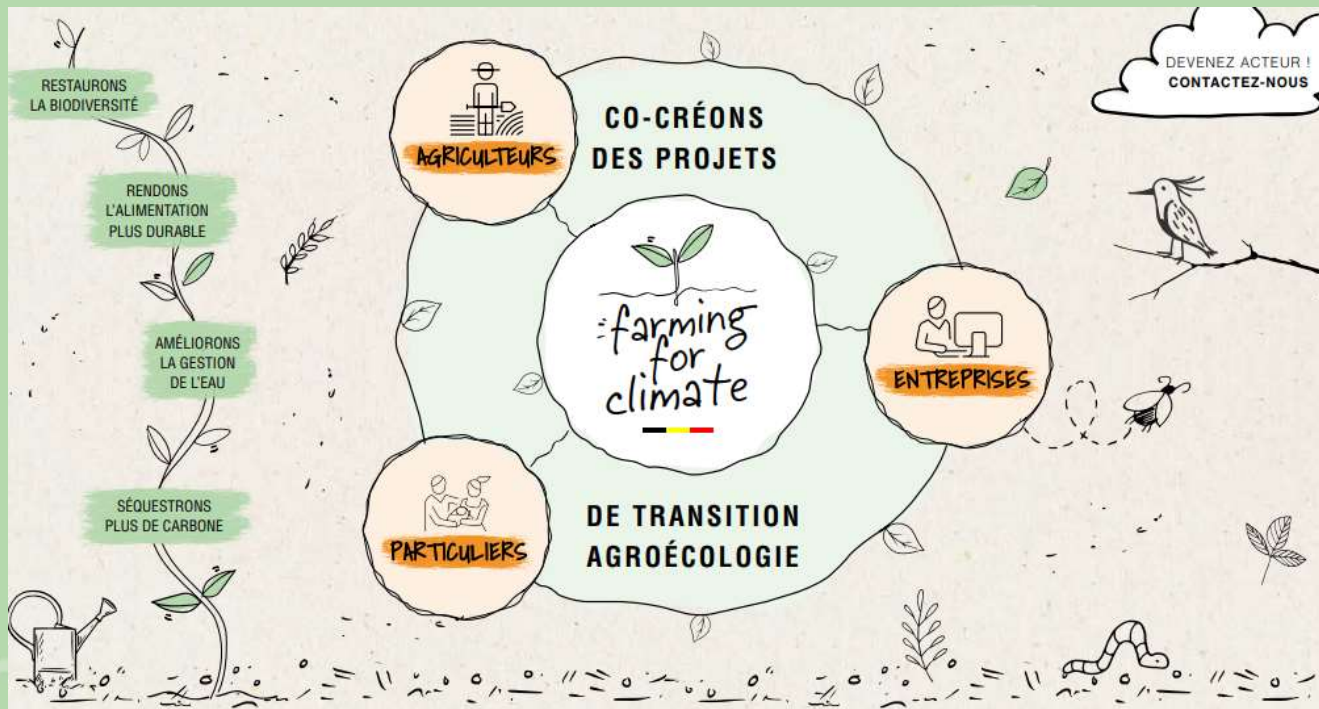 RESTAURONS
LA BIODIVERSITÉ
RENDONS
L'ALIMENTATION
PLUS DURABLE
AMÉLIORONS
LA GESTION
DE L'EAU
SÉQUESTRONS
PLUS DE CARBONE
AGRICULTEURS
CO-CRÉONS
DES PROJETS
farming
for
climate
ENTREPRISES
PARTICULIERS
DE TRANSITION
AGROÉCOLOGIE
DEVENEZ ACTEUR !
CONTACTEZ-NOUS